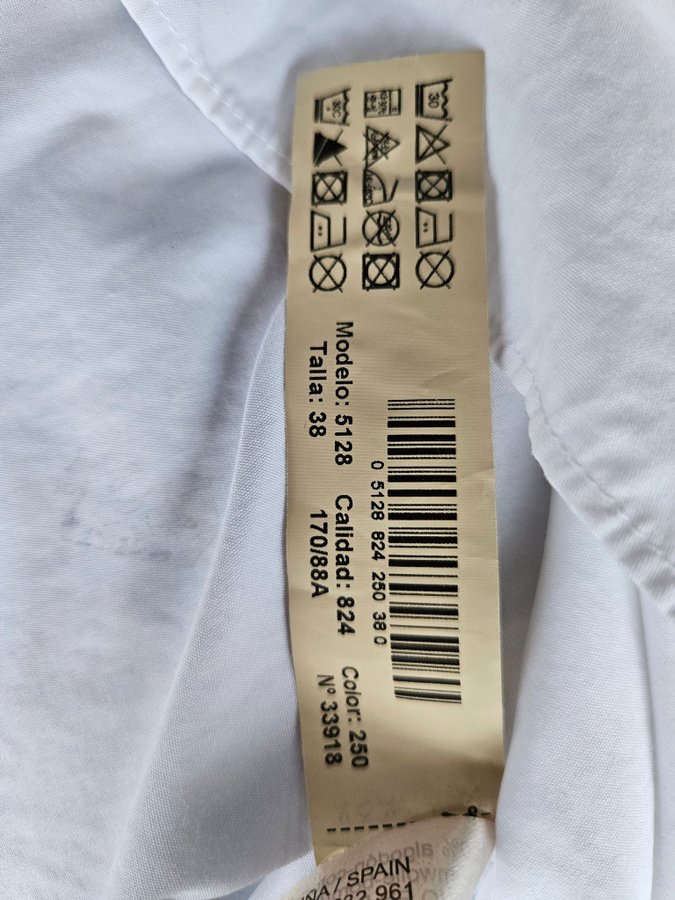 30
0 5128 824 250 38 0
Modelo: 5128 Calidad: 824 Color: 250
Talla: 38 170/88A Nº 33918
/ SPAIN
961